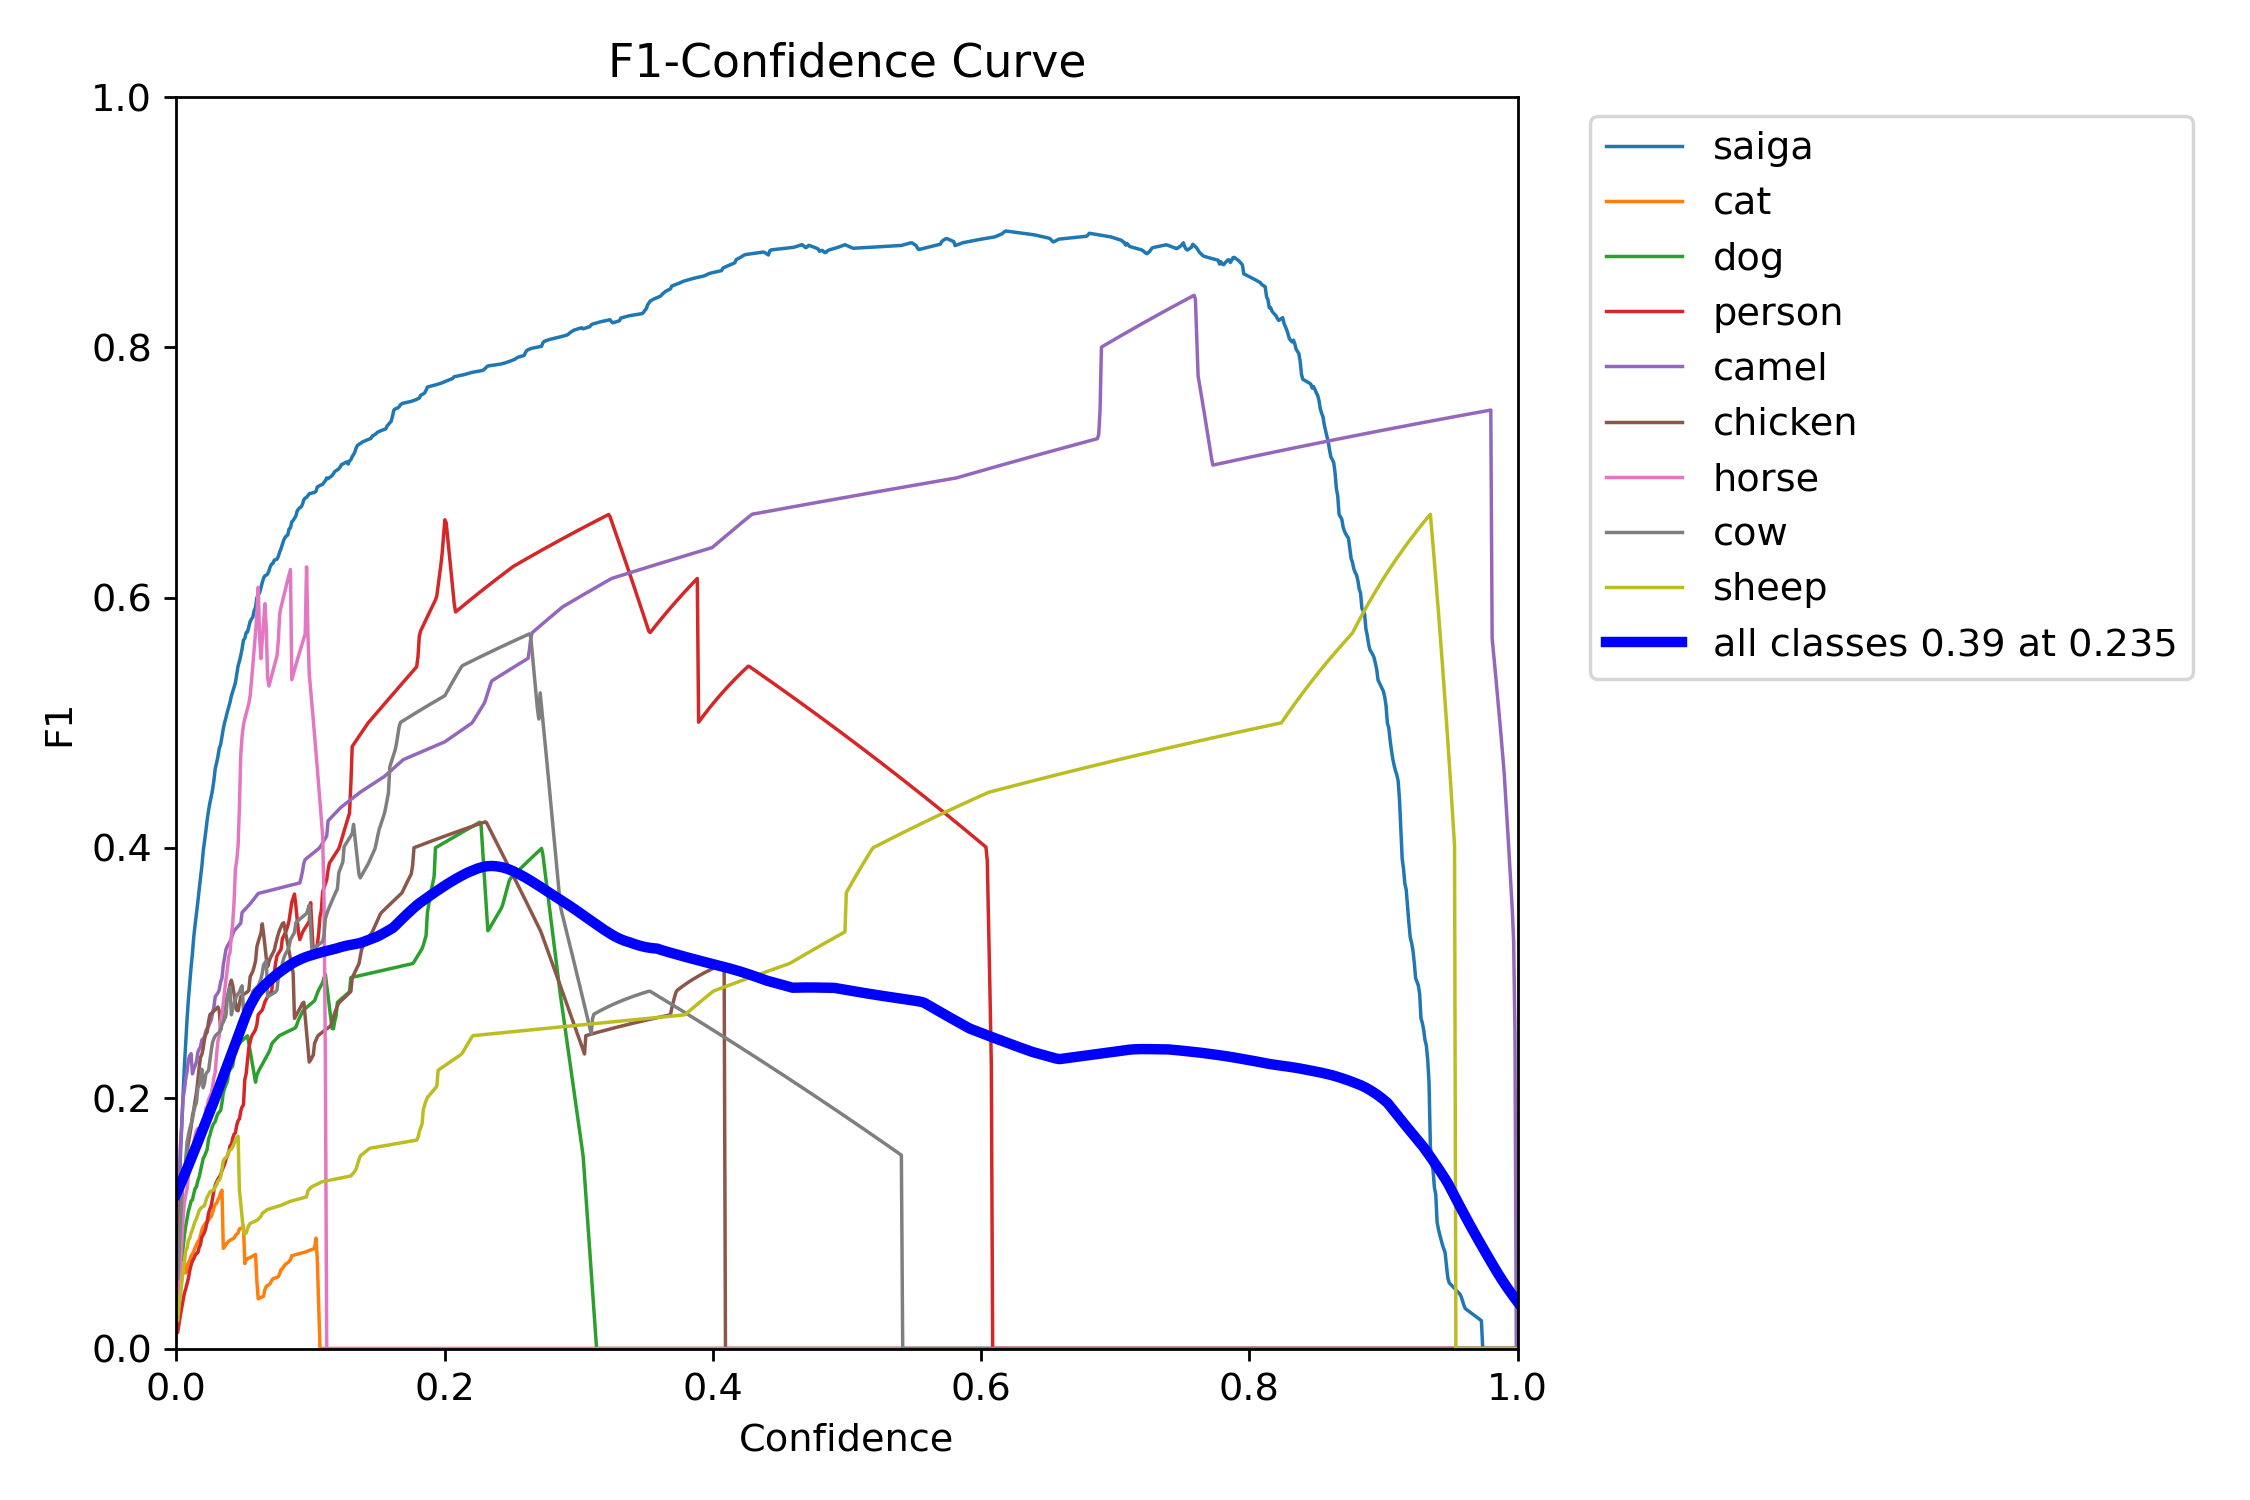 F1-Confidence Curve
1.0
0.8
0.6
0.4
0.2
0.0
F1
0.0 0.2 0.4 0.6 0.8 1.0
Confidence
saiga
cat
dog
person
camel
chicken
horse
cow
sheep
all classes 0.39 at 0.235